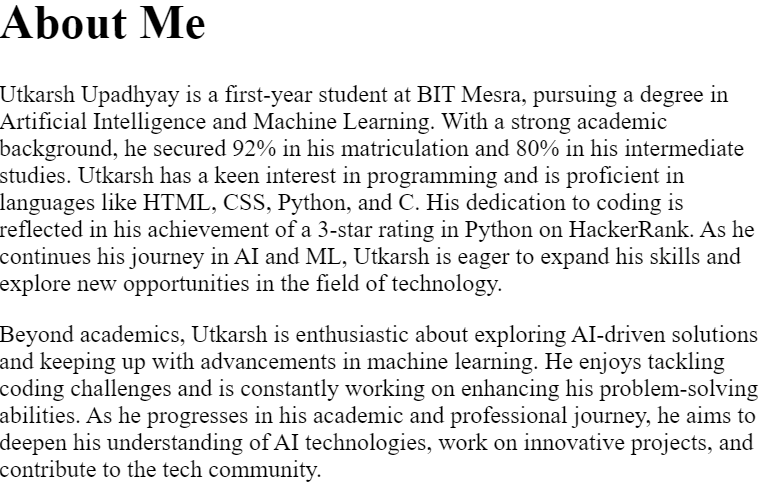 About Me
Utkarsh Upadhyay is a first-year student at BIT Mesra, pursuing a degree in
Artificial Intelligence and Machine Learning. With a strong academic
background, he secured 92% in his matriculation and 80% in his intermediate
studies. Utkarsh has a keen interest in programming and is proficient in
languages like HTML, CSS, Python, and C. His dedication to coding is
reflected in his achievement of a 3-star rating in Python on HackerRank. As he
continues his journey in AI and ML, Utkarsh is eager to expand his skills and
explore new opportunities in the field of technology.
Beyond academics, Utkarsh is enthusiastic about exploring AI-driven solutions
and keeping up with advancements in machine learning. He enjoys tackling
coding challenges and is constantly working on enhancing his problem-solving
abilities. As he progresses in his academic and professional journey, he aims to
deepen his understanding of AI technologies, work on innovative projects, and
contribute to the tech community.